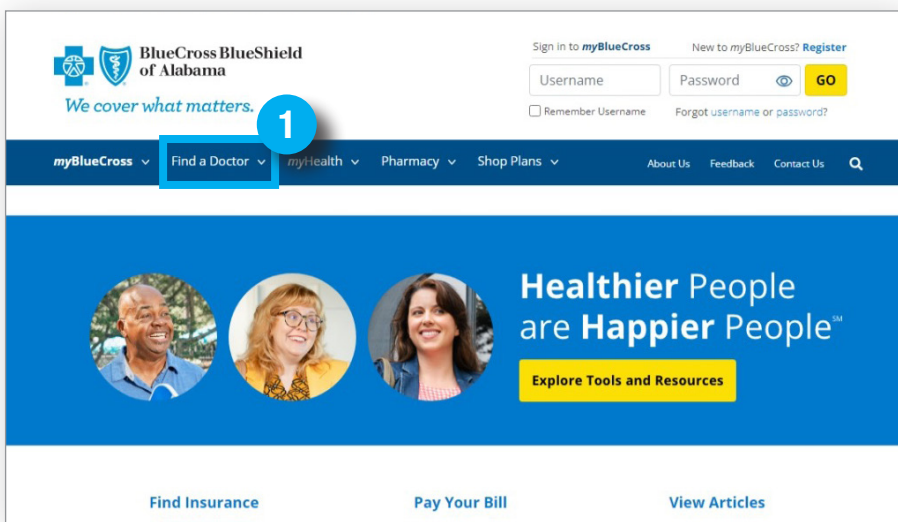 BlueCross BlueShield
of Alabama
We cover what matters.
Sign in to myBlueCross
New to myBlueCross? Register
Username
Password
GO
Remember Username
Forgot username or password?
1
myBlueCross
Find a Doctor
myHealth
Pharmacy
Shop Plans
About Us
Feedback
Contact Us
Healthier People
are Happier People℠
Explore Tools and Resources
Find Insurance
Pay Your Bill
View Articles